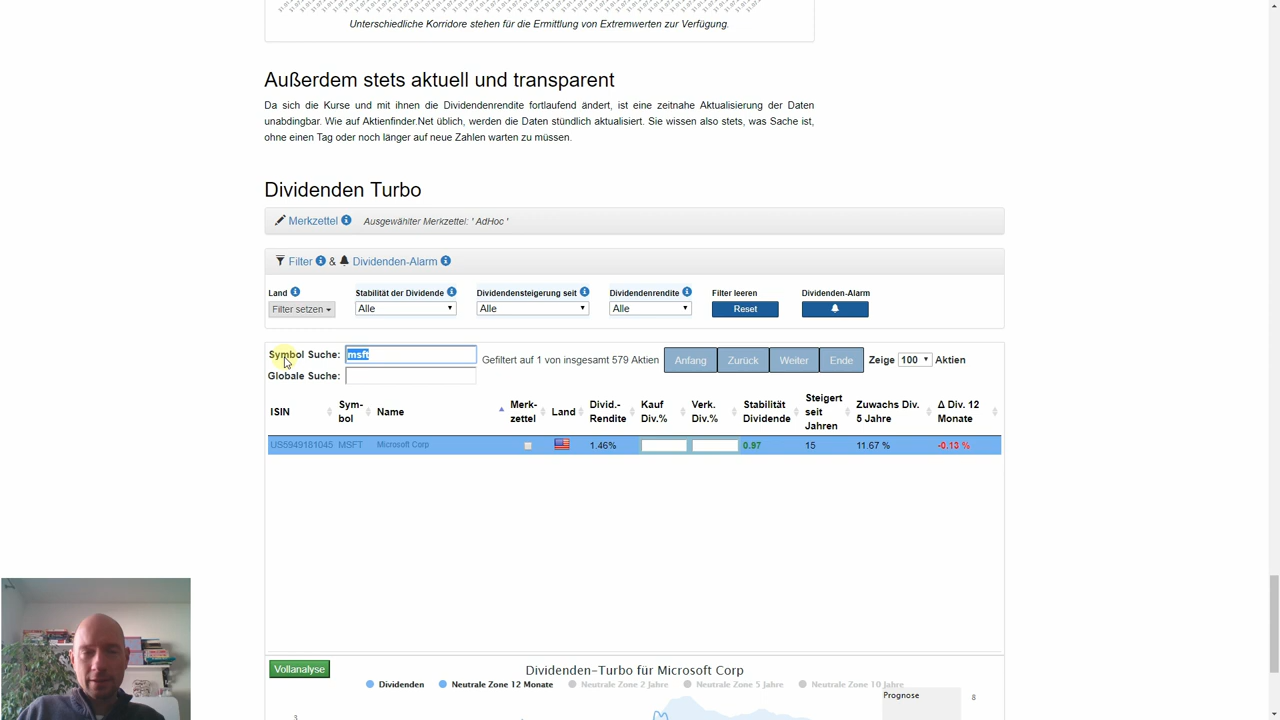 Unterschiedliche Korridore stehen für die Ermittlung von Extremwerten zur Verfügung.
Außerdem stets aktuell und transparent
Da sich die Kurse und mit ihnen die Dividendenrendite fortlaufend ändert, ist eine zeitnahe Aktualisierung der Daten
unabdingbar. Wie auf Aktienfinder.Net üblich, werden die Daten stündlich aktualisiert. Sie wissen also stets, was Sache ist,
ohne einen Tag oder noch länger auf neue Zahlen warten zu müssen.
Dividenden Turbo
Merkzettel Ausgewählter Merkzettel: ' AdHoc '
Filter & Dividenden-Alarm
Land Stabilität der Dividende Dividendensteigerung seit Dividendenrendite Filter leeren Dividenden-Alarm
Filter setzen Alle Alle Alle Reset
Symbol Suche: msft Gefiltert auf 1 von insgesamt 579 Aktien Anfang Zurück Weiter Ende Zeige 100 Aktien
Globale Suche:
ISIN Sym-bol Name Merk-zettel Land Divid.-Rendite Kauf Div.% Verk. Div.% Stabilität Dividende Steigert seit Jahren Zuwachs Div. 5 Jahre Δ Div. 12 Monate
US5949181045 MSFT Microsoft Corp 1.46% 0.97 15 11.67 % -0.13 %
Vollanalyse Dividenden-Turbo für Microsoft Corp
Dividenden Neutrale Zone 12 Monate Neutrale Zone 2 Jahre Neutrale Zone 5 Jahre Neutrale Zone 10 Jahre
Prognose 8
3